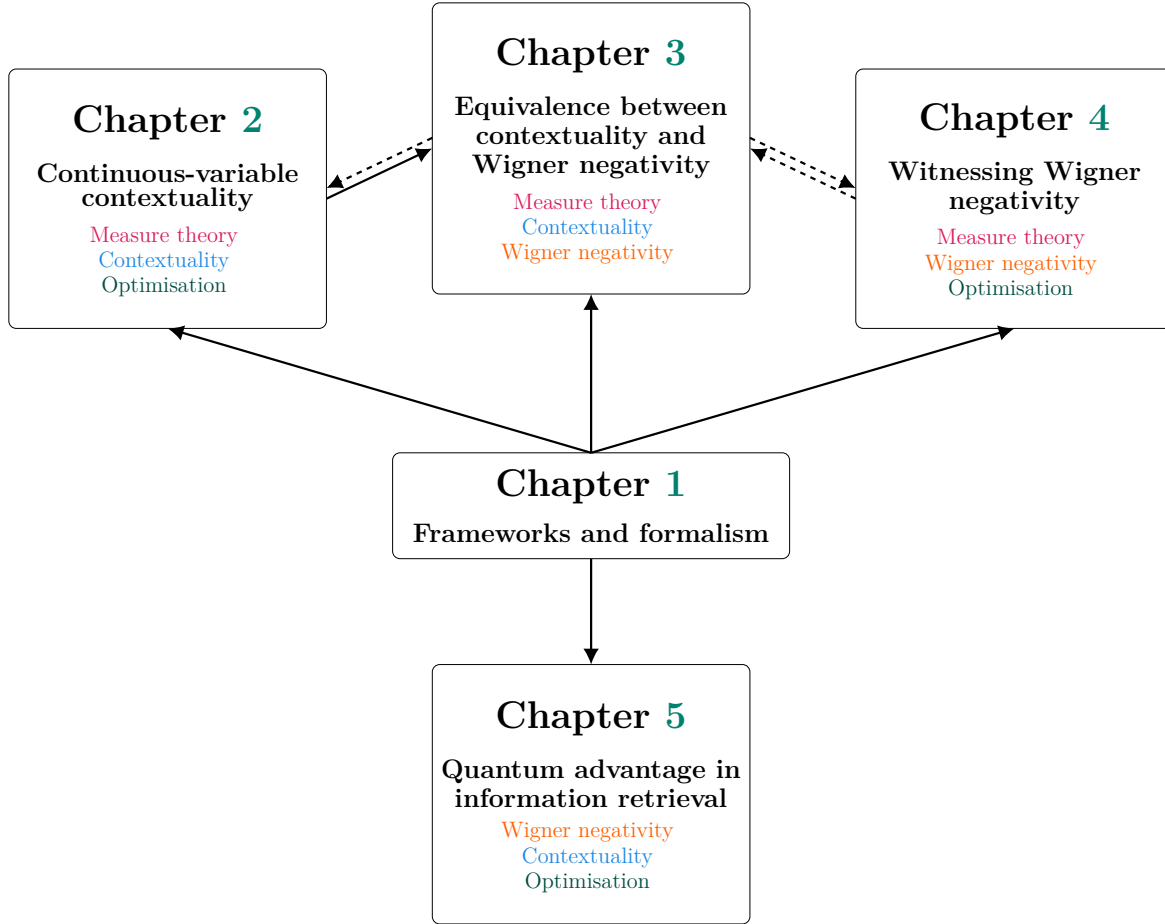 Chapter 2
Continuous-variable
contextuality
Measure theory
Contextuality
Optimisation
Chapter 3
Equivalence between
contextuality and
Wigner negativity
Measure theory
Contextuality
Wigner negativity
Chapter 4
Witnessing Wigner
negativity
Measure theory
Wigner negativity
Optimisation
Chapter 1
Frameworks and formalism
Chapter 5
Quantum advantage in
information retrieval
Wigner negativity
Contextuality
Optimisation